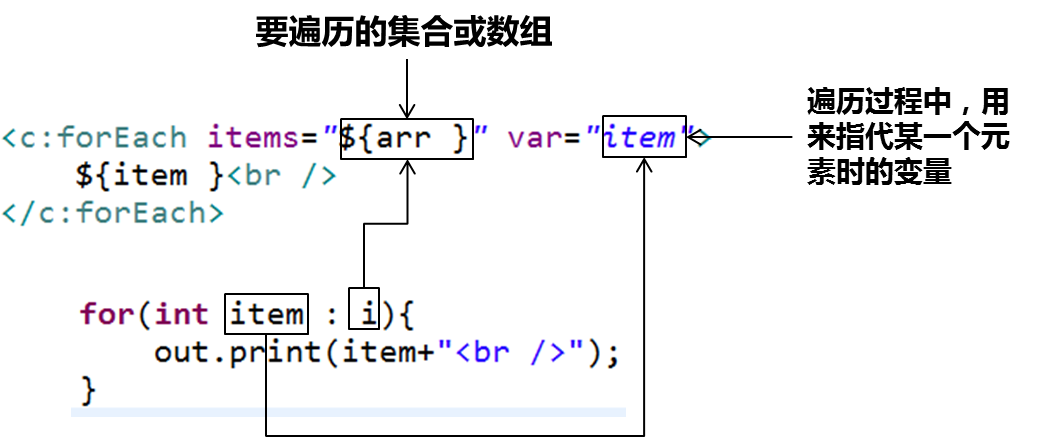 要遍历的集合或数组
<c:forEach items="${arr }" var="item">
${item }<br />
</c:forEach>
遍历过程中，用
来指代某一个元
素时的变量
for(int item : i){
out.print(item+"<br />");
}